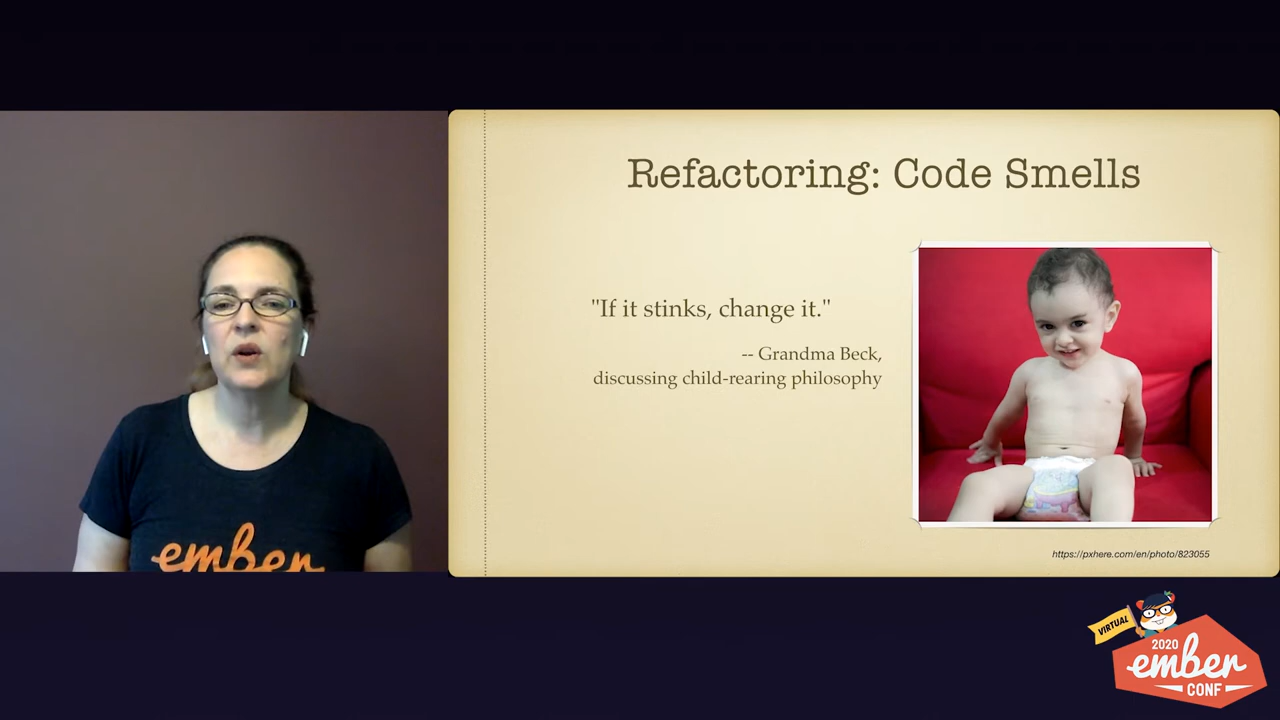 Refactoring: Code Smells
"If it stinks, change it."
-- Grandma Beck,
discussing child-rearing philosophy
https://pxhere.com/en/photo/823055
ember
VIRTUAL
2020
ember
CONF